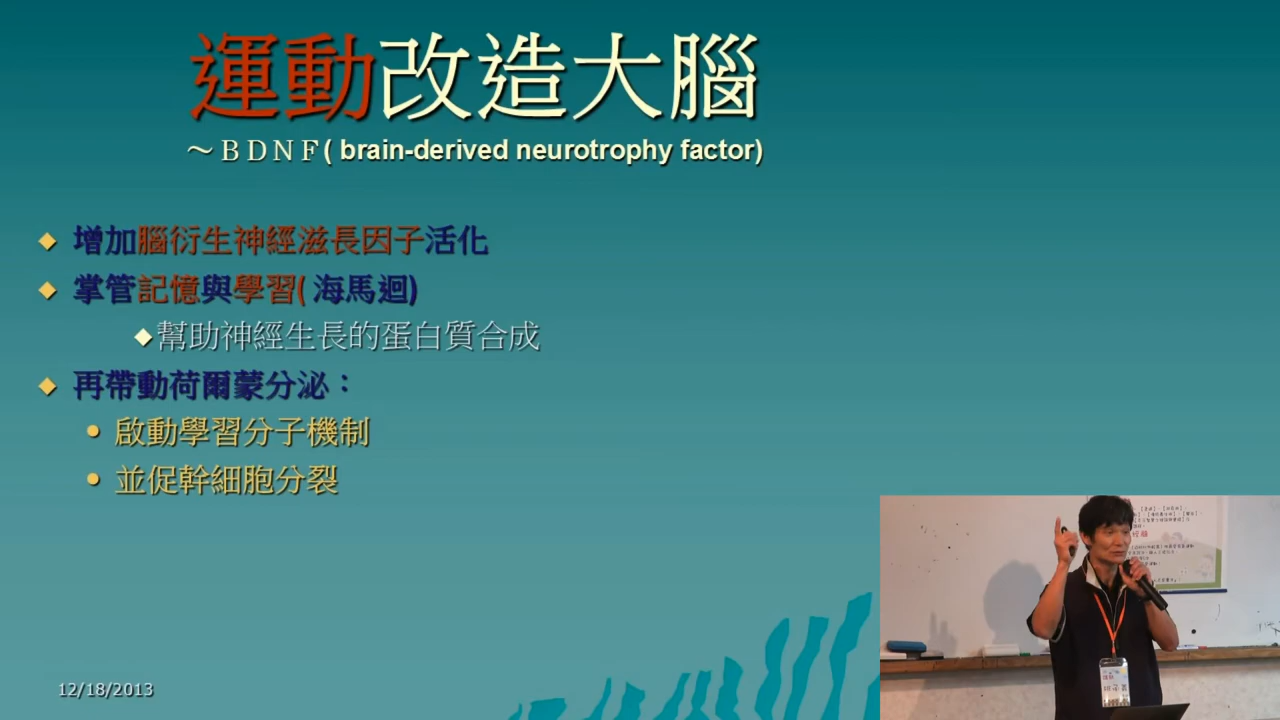 運動改造大腦
～ＢＤＮＦ( brain-derived neurotrophy factor)
增加腦衍生神經滋長因子活化
掌管記憶與學習( 海馬迴)
幫助神經生長的蛋白質合成
再帶動荷爾蒙分泌：
啟動學習分子機制
並促幹細胞分裂
12/18/2013